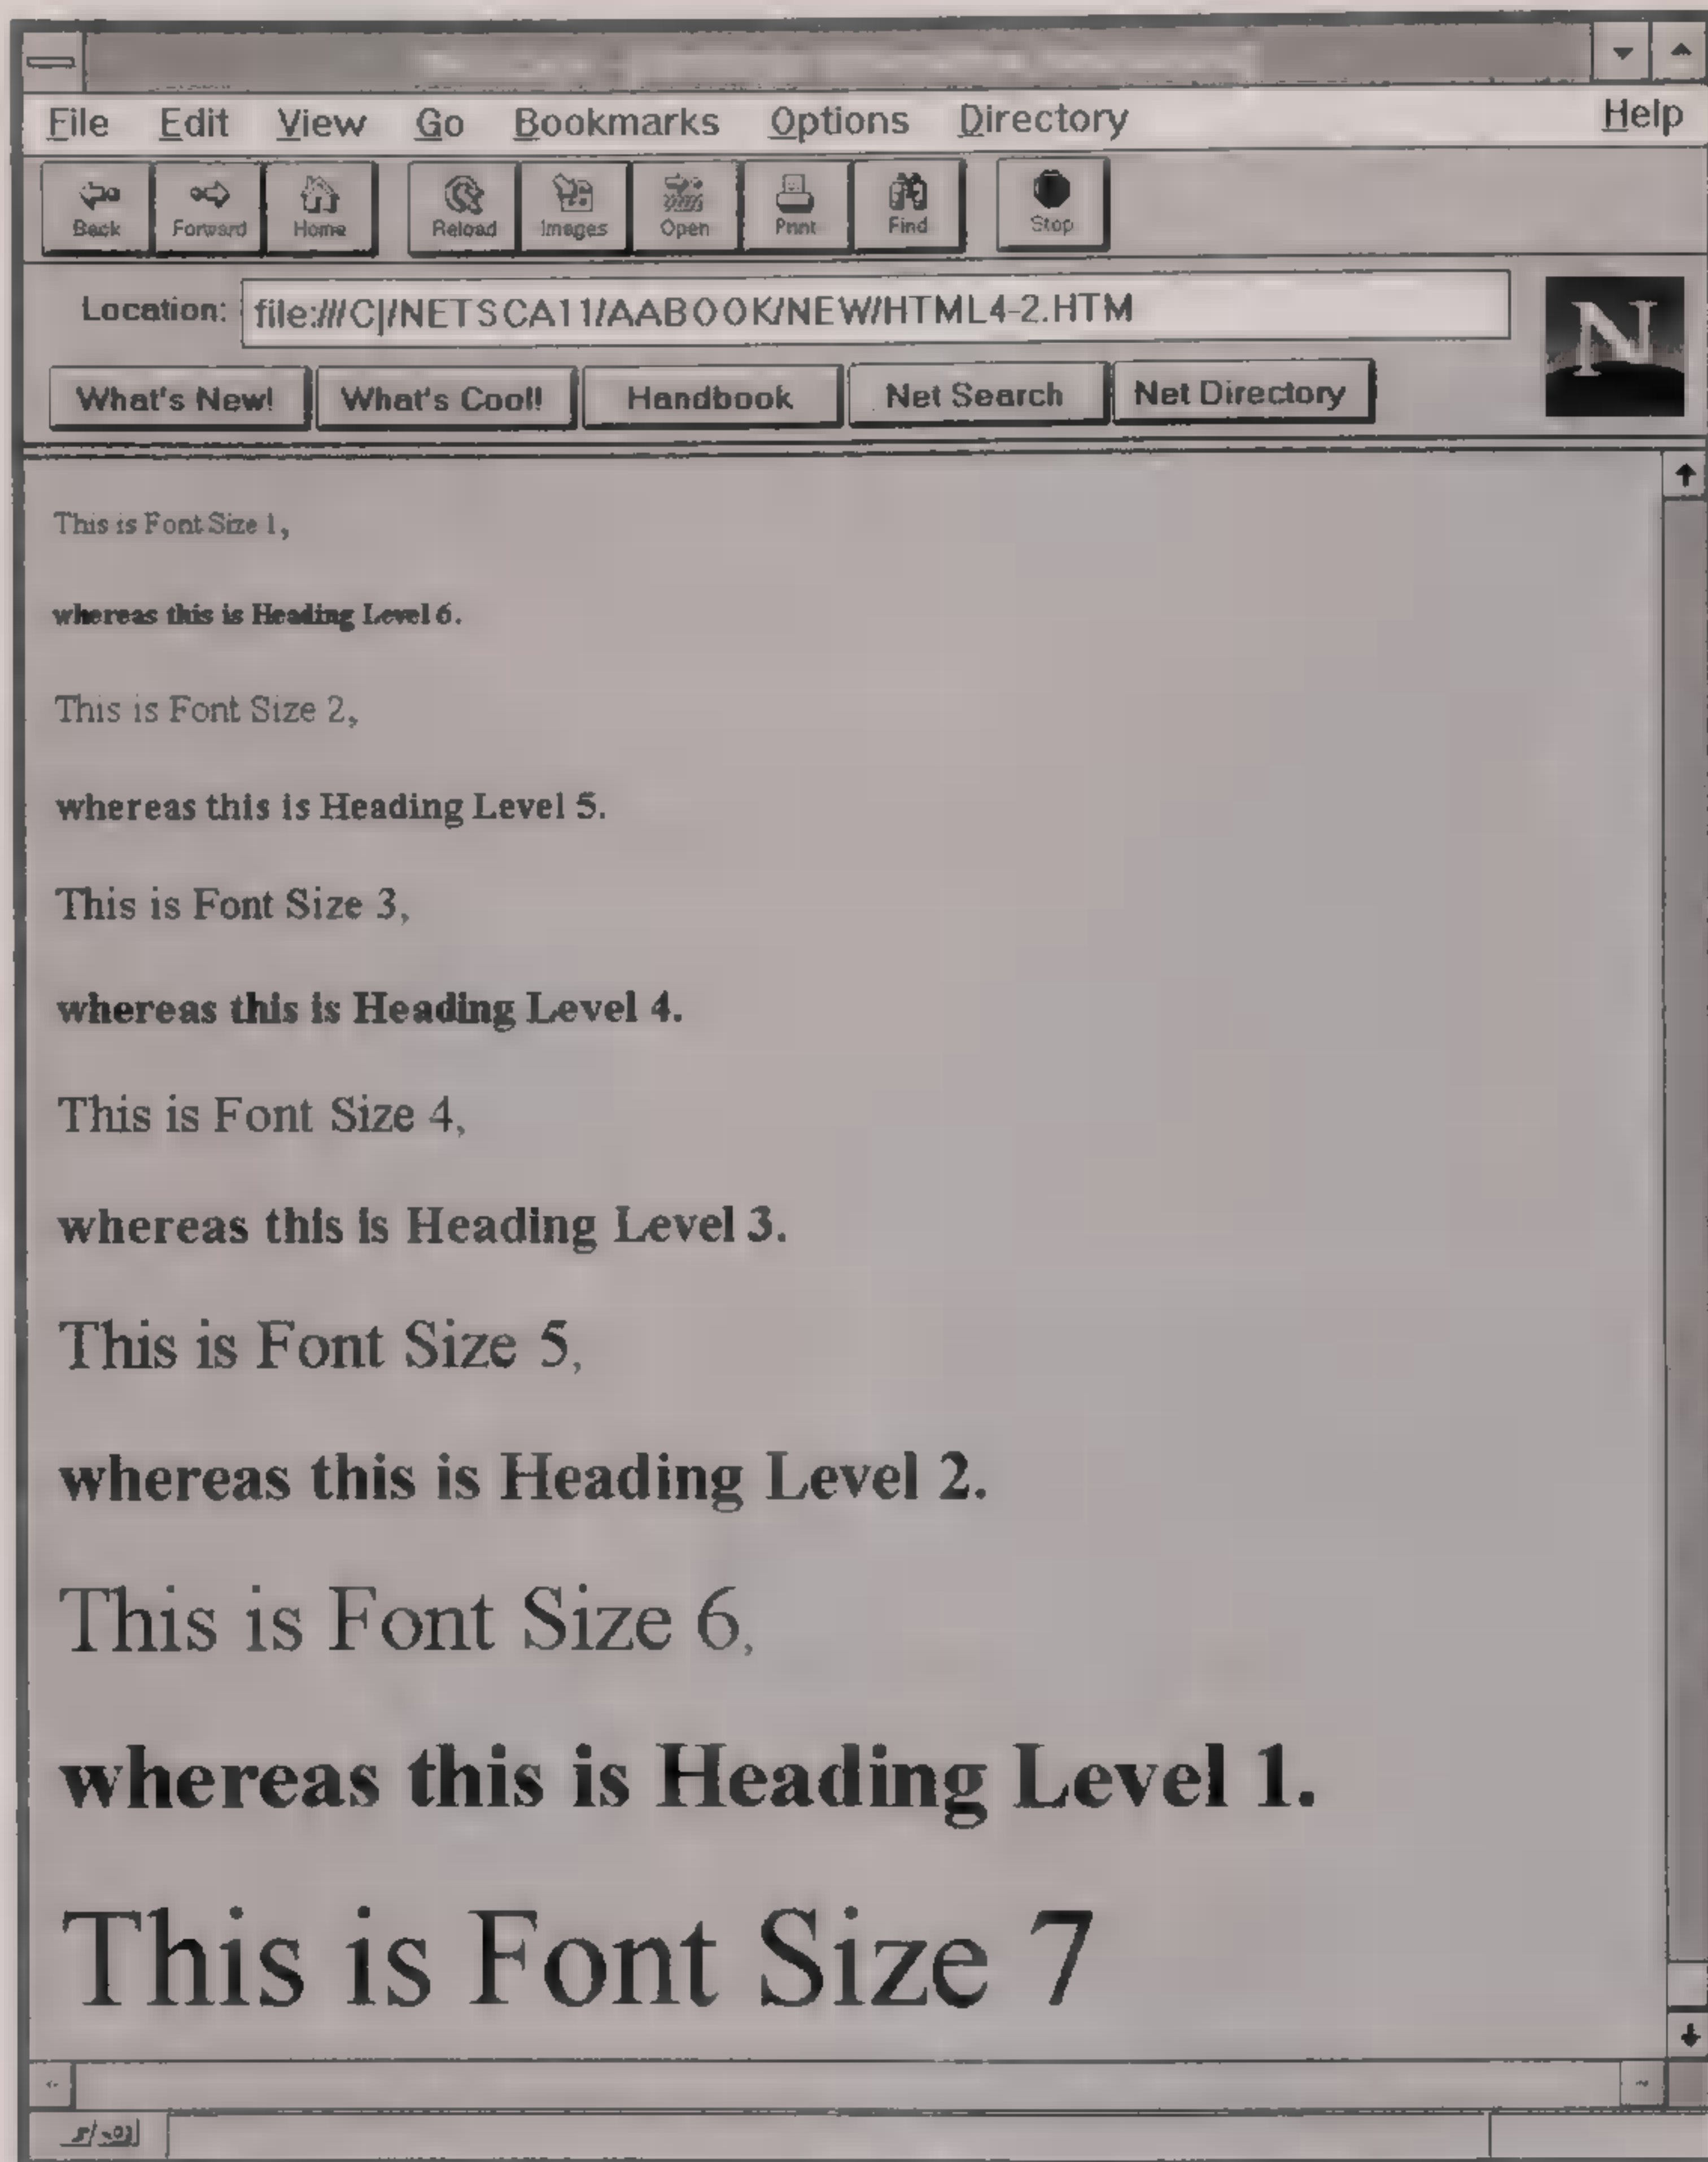 File Edit View Go Bookmarks Options Directory Help
Back Forward Home Reload Images Open Print Find Stop
Location: file:///C|/NETSCA11/AABOOK/NEW/HTML4-2.HTM
N
What's New! What's Cool! Handbook Net Search Net Directory
This is Font Size 1,
whereas this is Heading Level 6.
This is Font Size 2,
whereas this is Heading Level 5.
This is Font Size 3,
whereas this is Heading Level 4.
This is Font Size 4,
whereas this is Heading Level 3.
This is Font Size 5,
whereas this is Heading Level 2.
This is Font Size 6,
whereas this is Heading Level 1.
This is Font Size 7